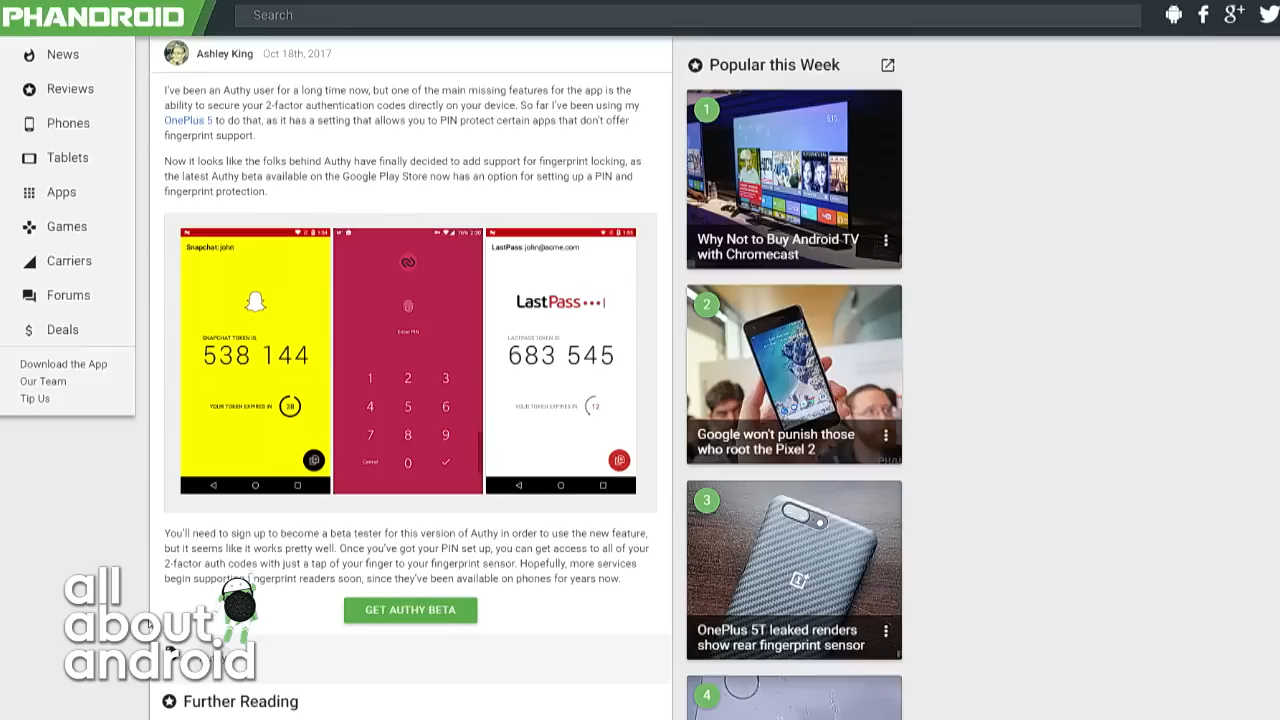 PHANDROID
Search
News
Reviews
Phones
Tablets
Apps
Games
Carriers
Forums
Deals
Download the App
Our Team
Tip Us
Ashley King Oct 18th, 2017
I've been an Authy user for a long time now, but one of the main missing features for the app is the
ability to secure your 2-factor authentication codes directly on your device. So far I've been using my
OnePlus 5 to do that, as it has a setting that allows you to PIN protect certain apps that don't offer
fingerprint support.
Now it looks like the folks behind Authy have finally decided to add support for fingerprint locking, as
the latest Authy beta available on the Google Play Store now has an option for setting up a PIN and
fingerprint protection.
Snapchat: john
SNAPCHAT TOKEN IS
538 144
YOUR TOKEN EXPIRES IN 28
Enter PIN
1 2 3
4 5 6
7 8 9
Cancel 0
LastPass: john@acme.com
LastPass
LASTPASS TOKEN IS
683 545
YOUR TOKEN EXPIRES IN 12
You'll need to sign up to become a beta tester for this version of Authy in order to use the new feature,
but it seems like it works pretty well. Once you've got your PIN set up, you can get access to all of your
2-factor auth codes with just a tap of your finger to your fingerprint sensor. Hopefully, more services
begin fingerprint readers soon, since they've been available on phones for years now.
GET AUTHY BETA
Further Reading
all
about
android
Popular this Week
1
Why Not to Buy Android TV
with Chromecast
2
Google won't punish those
who root the Pixel 2
3
OnePlus 5T leaked renders
show rear fingerprint sensor
4